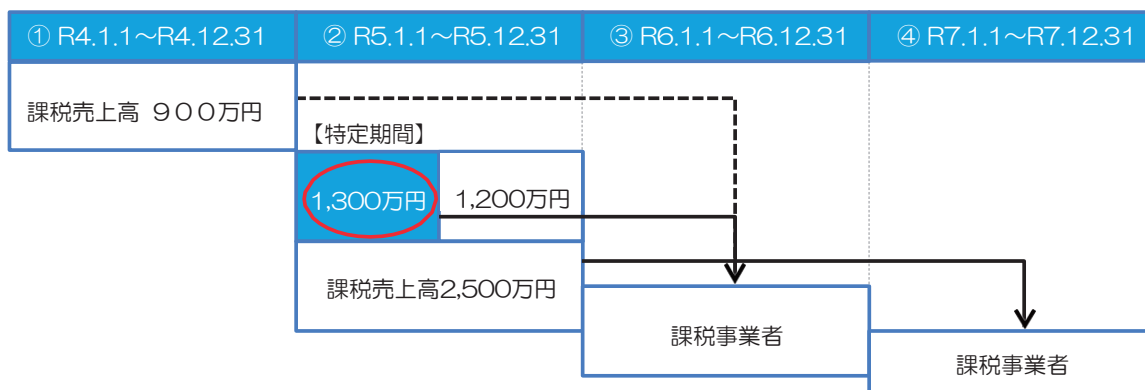 ① R4.1.1～R4.12.31
② R5.1.1～R5.12.31
③ R6.1.1～R6.12.31
④ R7.1.1～R7.12.31
課税売上高 ９００万円
【特定期間】
1,300万円
1,200万円
課税売上高2,500万円
課税事業者
課税事業者